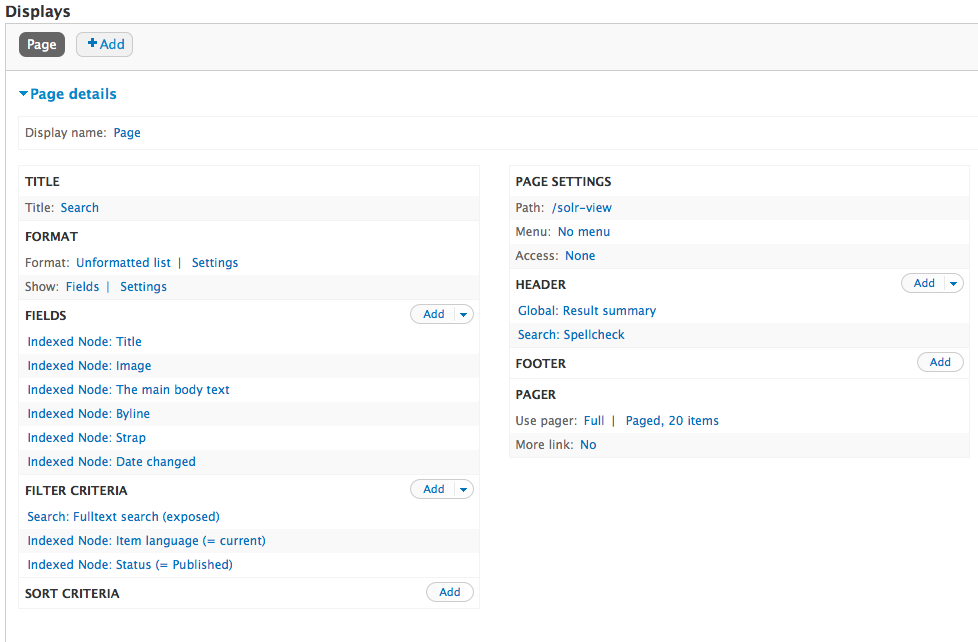 Displays
Page
Add
Page details
Display name: Page
TITLE
Title: Search
FORMAT
Format: Unformatted list | Settings
Show: Fields | Settings
FIELDS
Add
Indexed Node: Title
Indexed Node: Image
Indexed Node: The main body text
Indexed Node: Byline
Indexed Node: Strap
Indexed Node: Date changed
FILTER CRITERIA
Add
Search: Fulltext search (exposed)
Indexed Node: Item language (= current)
Indexed Node: Status (= Published)
SORT CRITERIA
Add
PAGE SETTINGS
Path: /solr-view
Menu: No menu
Access: None
HEADER
Add
Global: Result summary
Search: Spellcheck
FOOTER
Add
PAGER
Use pager: Full | Paged, 20 items
More link: No